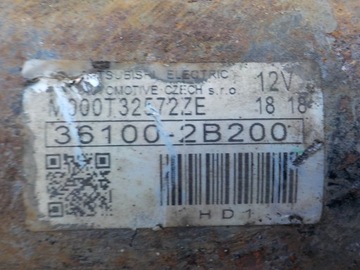 MITSUBISHI ELECTRIC
AUTOMOTIVE CZECH s.r.o. 12V
M000T32572ZE 18 18
36100-2B200
HD1